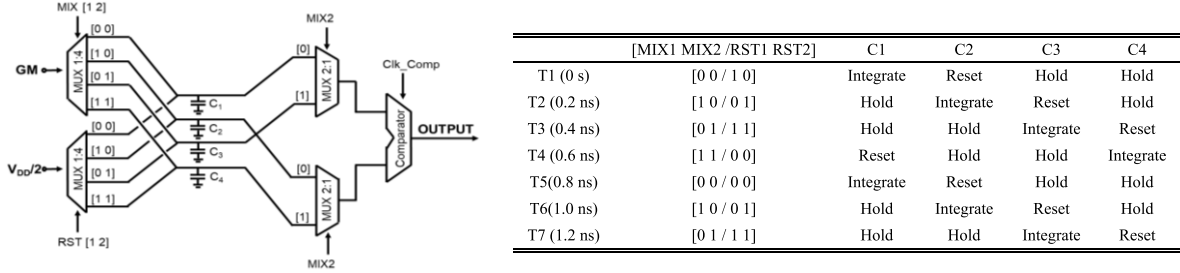 MIX [1 2]
MIX2
[0 0]
[1 0]
[0]
Clk_Comp
GM
MUX 1:4
[0 1]
MUX 2:1
[1 1]
[1]
C1
C2
OUTPUT
Comparator
[0 0]
C3
[1 0]
C4
[0]
VDD/2
MUX 1:4
[0 1]
MUX 2:1
[1 1]
[1]
RST [1 2]
MIX2
[MIX1 MIX2 /RST1 RST2] C1 C2 C3 C4
T1 (0 s) [0 0 / 1 0] Integrate Reset Hold Hold
T2 (0.2 ns) [1 0 / 0 1] Hold Integrate Reset Hold
T3 (0.4 ns) [0 1 / 1 1] Hold Hold Integrate Reset
T4 (0.6 ns) [1 1 / 0 0] Reset Hold Hold Integrate
T5(0.8 ns) [0 0 / 0 0] Integrate Reset Hold Hold
T6(1.0 ns) [1 0 / 0 1] Hold Integrate Reset Hold
T7 (1.2 ns) [0 1 / 1 1] Hold Hold Integrate Reset